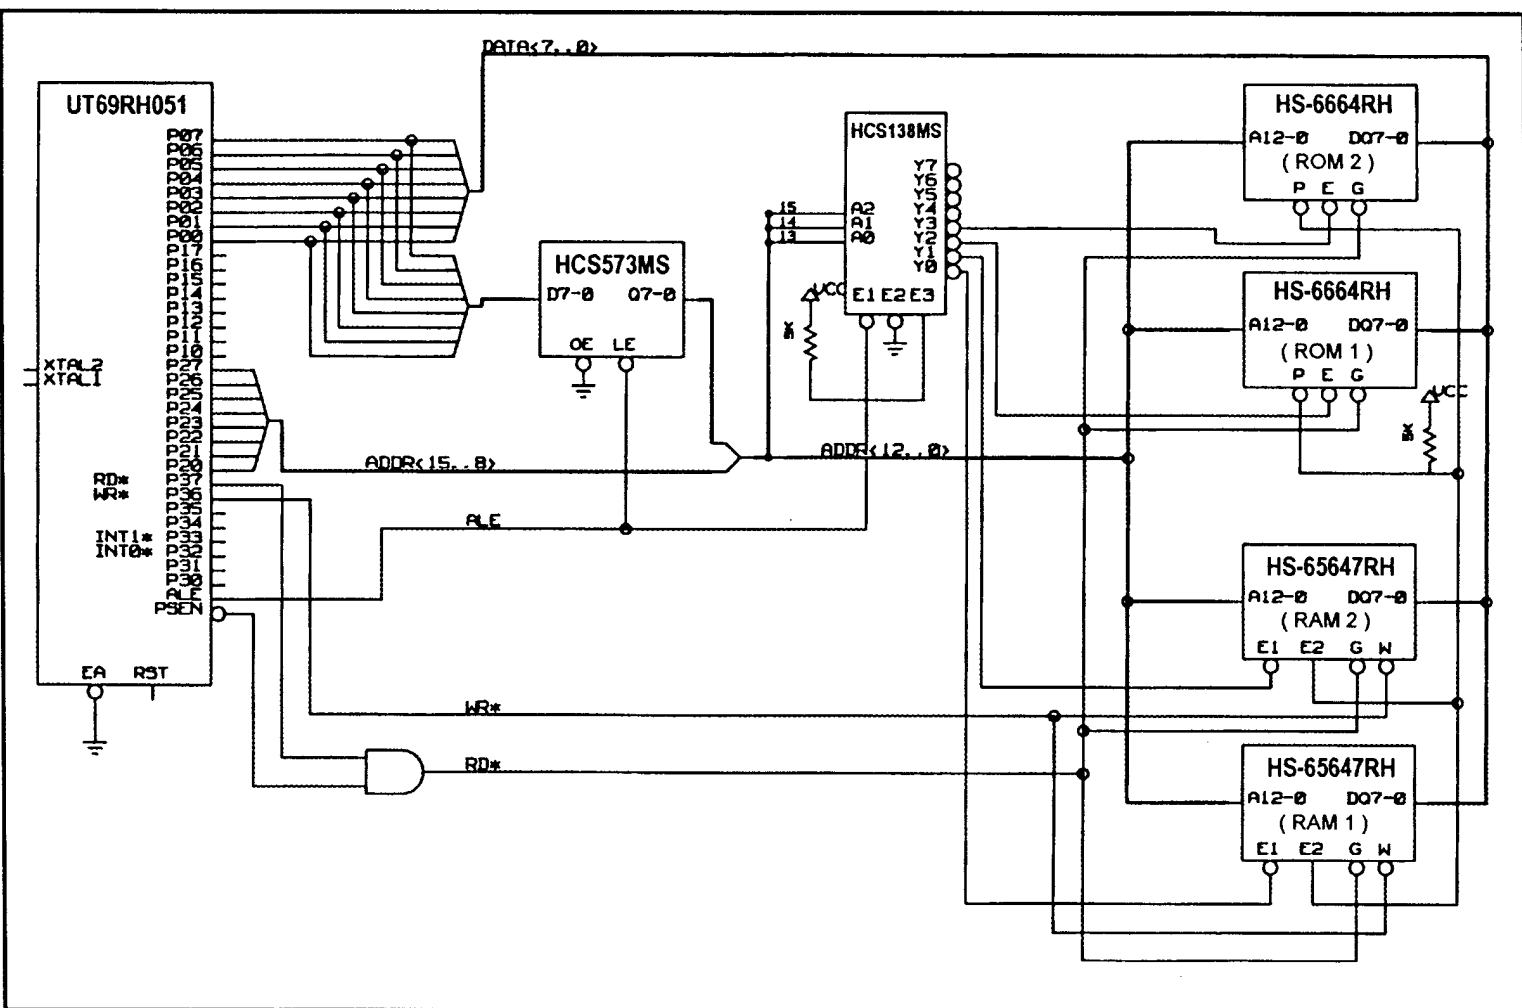 DATA<7..0>
UT69RH051
P07
P06
P05
P04
P03
P02
P01
P00
P17
P16
P15
P14
P13
P12
P11
P10
P27
P26
P25
P24
P23
P22
P21
P20
P37
P36
P35
P34
P33
P32
P31
P30
ALE
PSEN
XTAL2
XTAL1
RD*
WR*
INT1*
INT0*
EA RST
HCS573MS
D7-0 Q7-0
OE LE
HCS138MS
Y7
Y6
Y5
Y4
Y3
Y2
Y1
Y0
15 A2
14 A1
13 A0
E1 E2 E3
VCC
5K
ADDR<15..8>
ADDR<12..0>
ALE
WR*
RD*
HS-6664RH
A12-0 DQ7-0
( ROM 2 )
P E G
HS-6664RH
A12-0 DQ7-0
( ROM 1 )
P E G
VCC
5K
HS-65647RH
A12-0 DQ7-0
( RAM 2 )
E1 E2 G W
HS-65647RH
A12-0 DQ7-0
( RAM 1 )
E1 E2 G W